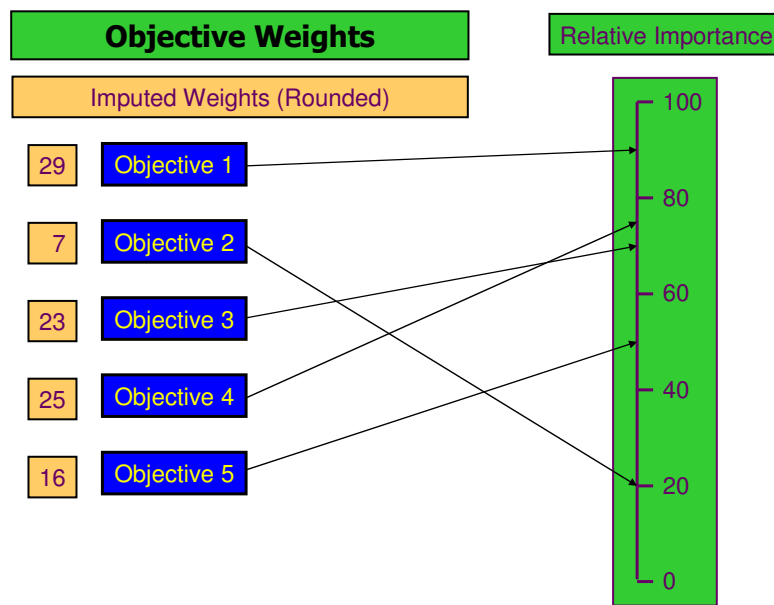 Objective Weights
Relative Importance
Imputed Weights (Rounded)
100
29 Objective 1
80
7 Objective 2
60
23 Objective 3
40
25 Objective 4
16 Objective 5
20
0